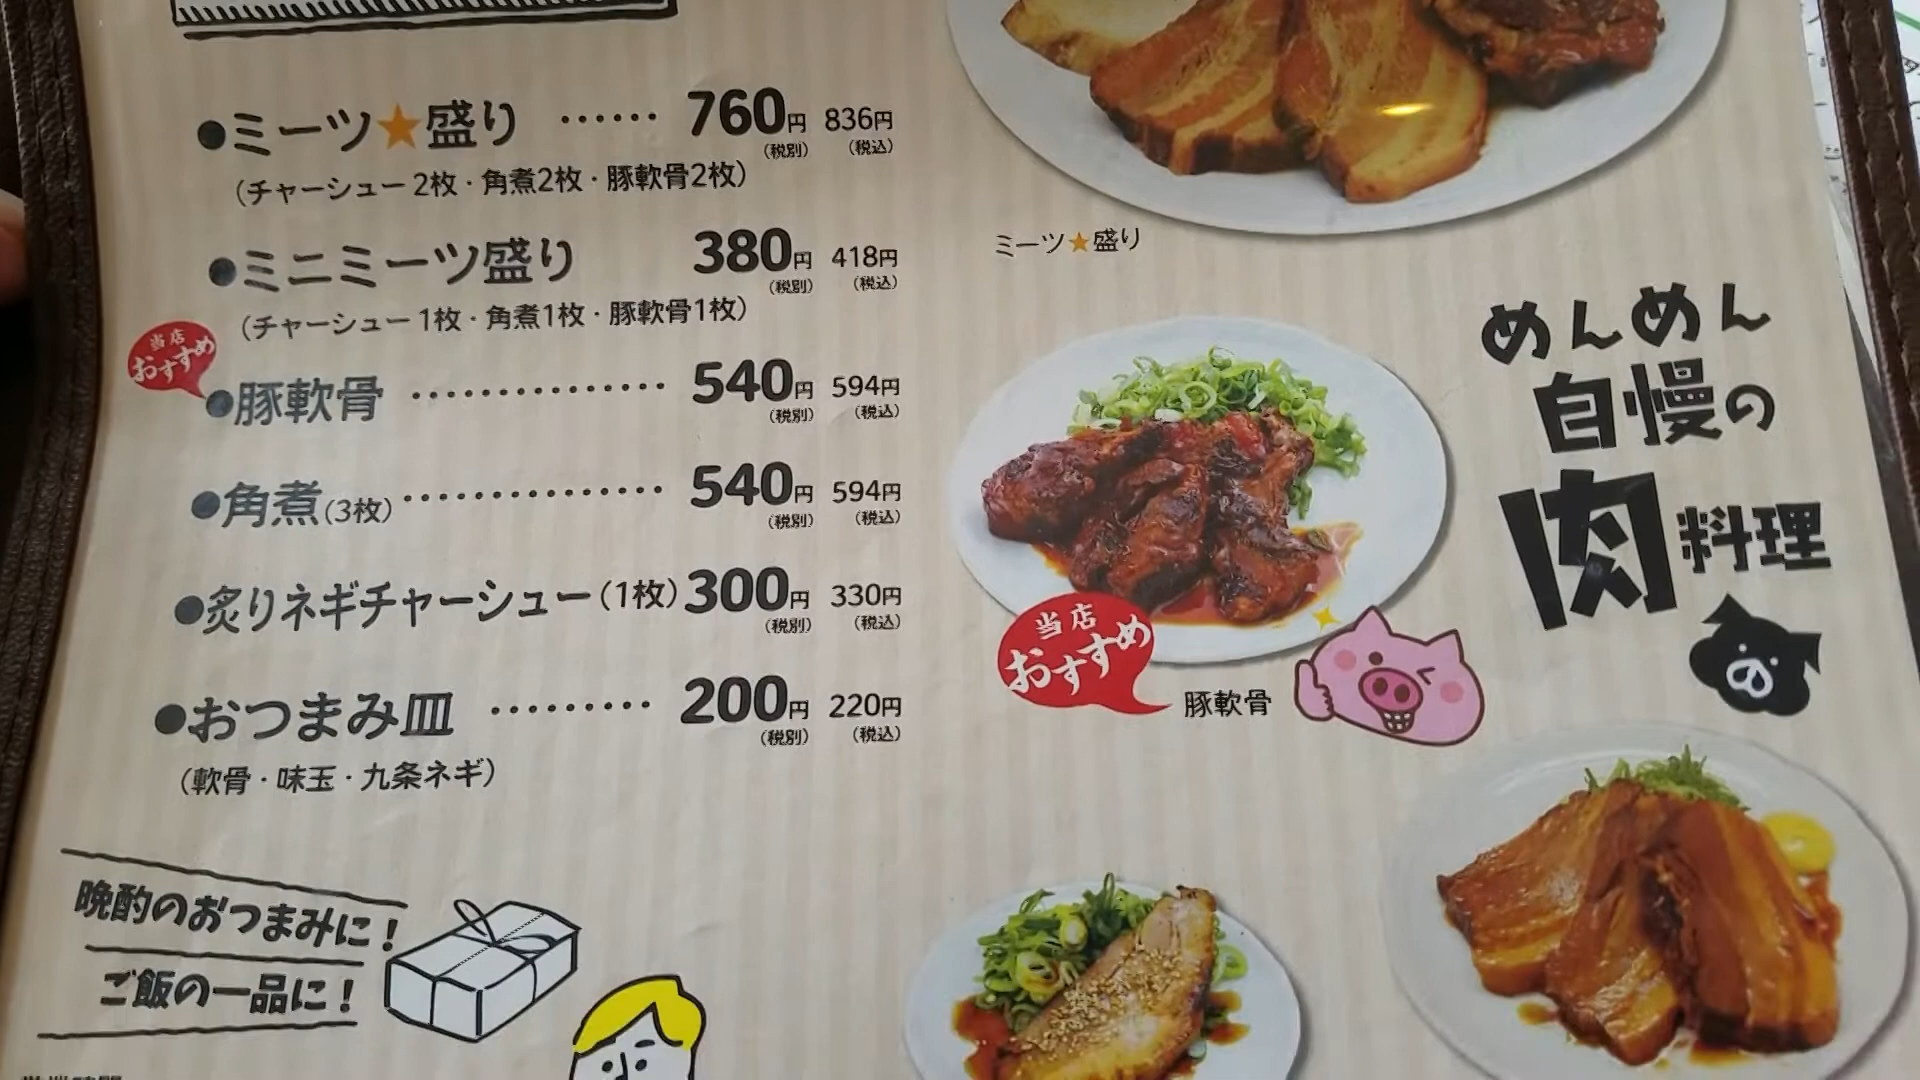 ●ミーツ★盛り ⋯⋯ 760円 836円
(税別) (税込)
(チャーシュー2枚・角煮2枚・豚軟骨2枚)
●ミニミーツ盛り 380円 418円
(税別) (税込)
(チャーシュー1枚・角煮1枚・豚軟骨1枚)
当店
おすすめ
●豚軟骨 ⋯⋯⋯⋯⋯ 540円 594円
(税別) (税込)
●角煮(3枚) ⋯⋯⋯⋯⋯ 540円 594円
(税別) (税込)
●炙りネギチャーシュー(1枚) 300円 330円
(税別) (税込)
●おつまみ皿 ⋯⋯⋯ 200円 220円
(税別) (税込)
(軟骨・味玉・九条ネギ)
晩酌のおつまみに!
ご飯の一品に!
ミーツ★盛り
めんめん
自慢の
肉料理
当店
おすすめ
豚軟骨